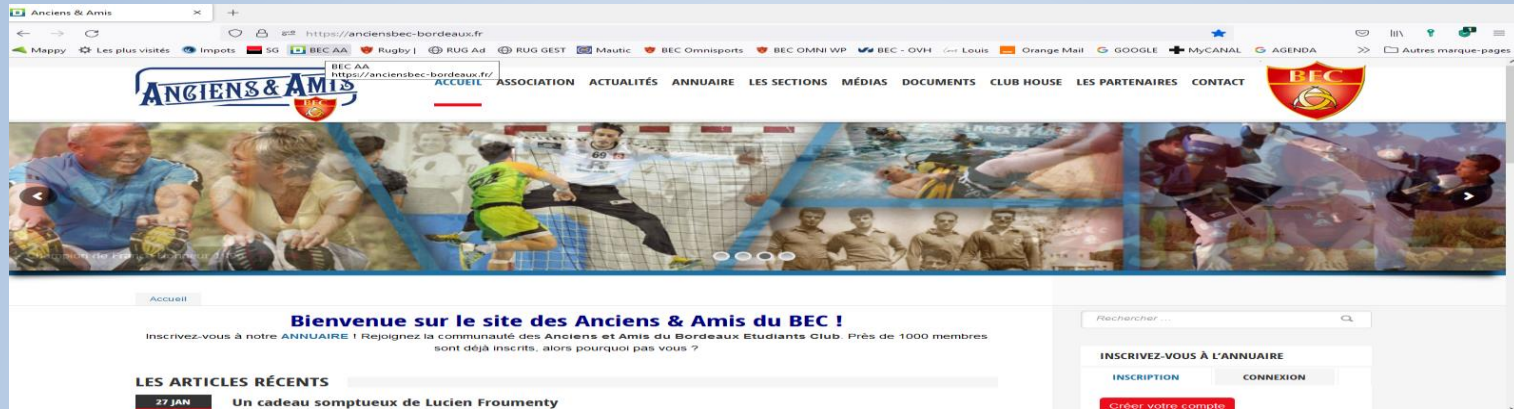 Anciens & Amis
https://anciensbec-bordeaux.fr
Mappy Les plus visités Impots SG BEC AA Rugby | RUG Ad RUG GEST Mautic BEC Omnisports BEC OMNI WP BEC - OVH Louis Orange Mail GOOGLE MyCANAL AGENDA Autres marque-pages
BEC AA
https://anciensbec-bordeaux.fr/
ANCIENS & AMIS
BEC
ACCUEIL ASSOCIATION ACTUALITÉS ANNUAIRE LES SECTIONS MÉDIAS DOCUMENTS CLUB HOUSE LES PARTENAIRES CONTACT
BEC
69
Accueil
Bienvenue sur le site des Anciens & Amis du BEC !
Inscrivez-vous à notre ANNUAIRE ! Rejoignez la communauté des Anciens et Amis du Bordeaux Etudiants Club. Près de 1000 membres
sont déjà inscrits, alors pourquoi pas vous ?
Rechercher ...
INSCRIVEZ-VOUS À L'ANNUAIRE
INSCRIPTION CONNEXION
Créer votre compte
LES ARTICLES RÉCENTS
27 JAN Un cadeau somptueux de Lucien Froumenty